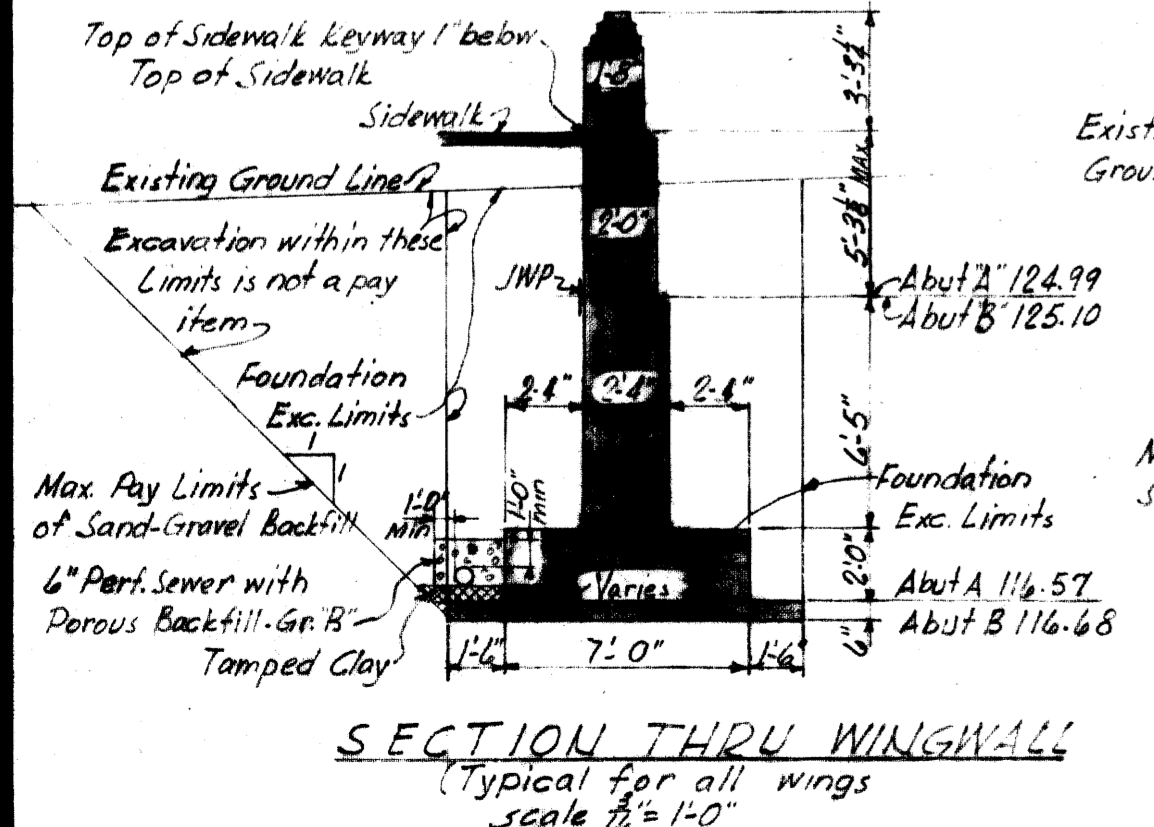 Top of Sidewalk Keyway 1" below
Top of Sidewalk
Sidewalk
Existing Ground Line
Excavation within these
Limits is not a pay
item
Foundation
Exc. Limits
Max. Pay Limits
of Sand-Gravel Backfill
6" Perf. Sewer with
Porous Backfill-Gr. "B"
Tamped Clay
1
1
1'-0"
Min
1'-0"
Min
1'-8"
2'-0"
JWP
2'-4"
2'-4"
2'-4"
Varies
1'-6"
7'-0"
1'-6"
3'-3½"
5'-3⅛" MAX.
6'-5"
2'-0"
6"
Abut "A" 124.99
Abut "B" 125.10
Foundation
Exc. Limits
Abut A 116.57
Abut B 116.68
Exist
Grou
SECTION THRU WINGWALL
(Typical for all wings
scale = 1'-0"